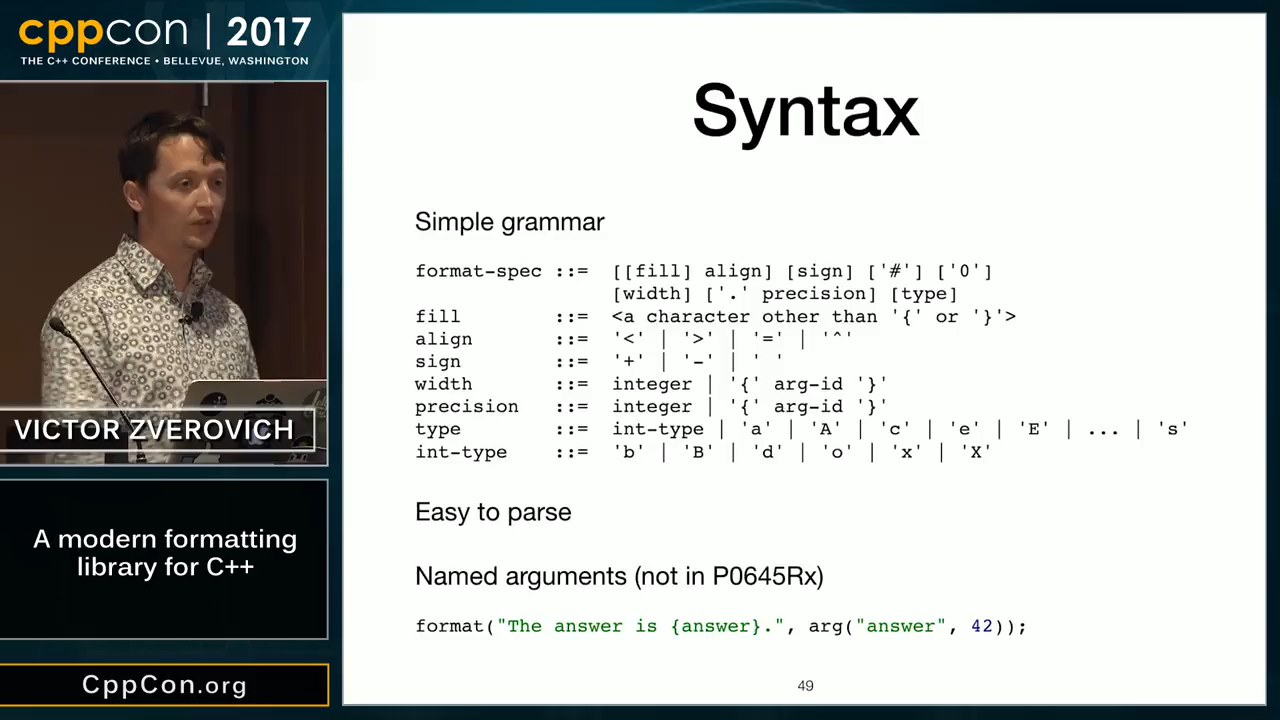 cppcon | 2017
THE C++ CONFERENCE • BELLEVUE, WASHINGTON
VICTOR ZVEROVICH
A modern formatting
library for C++
CppCon.org
Syntax
Simple grammar
format-spec ::= [[fill] align] [sign] ['#'] ['0']
[width] ['.' precision] [type]
fill ::= <a character other than '{' or '}'>
align ::= '<' | '>' | '=' | '^'
sign ::= '+' | '-' | ' '
width ::= integer | '{' arg-id '}'
precision ::= integer | '{' arg-id '}'
type ::= int-type | 'a' | 'A' | 'c' | 'e' | 'E' | ... | 's'
int-type ::= 'b' | 'B' | 'd' | 'o' | 'x' | 'X'
Easy to parse
Named arguments (not in P0645Rx)
format("The answer is {answer}.", arg("answer", 42));
49